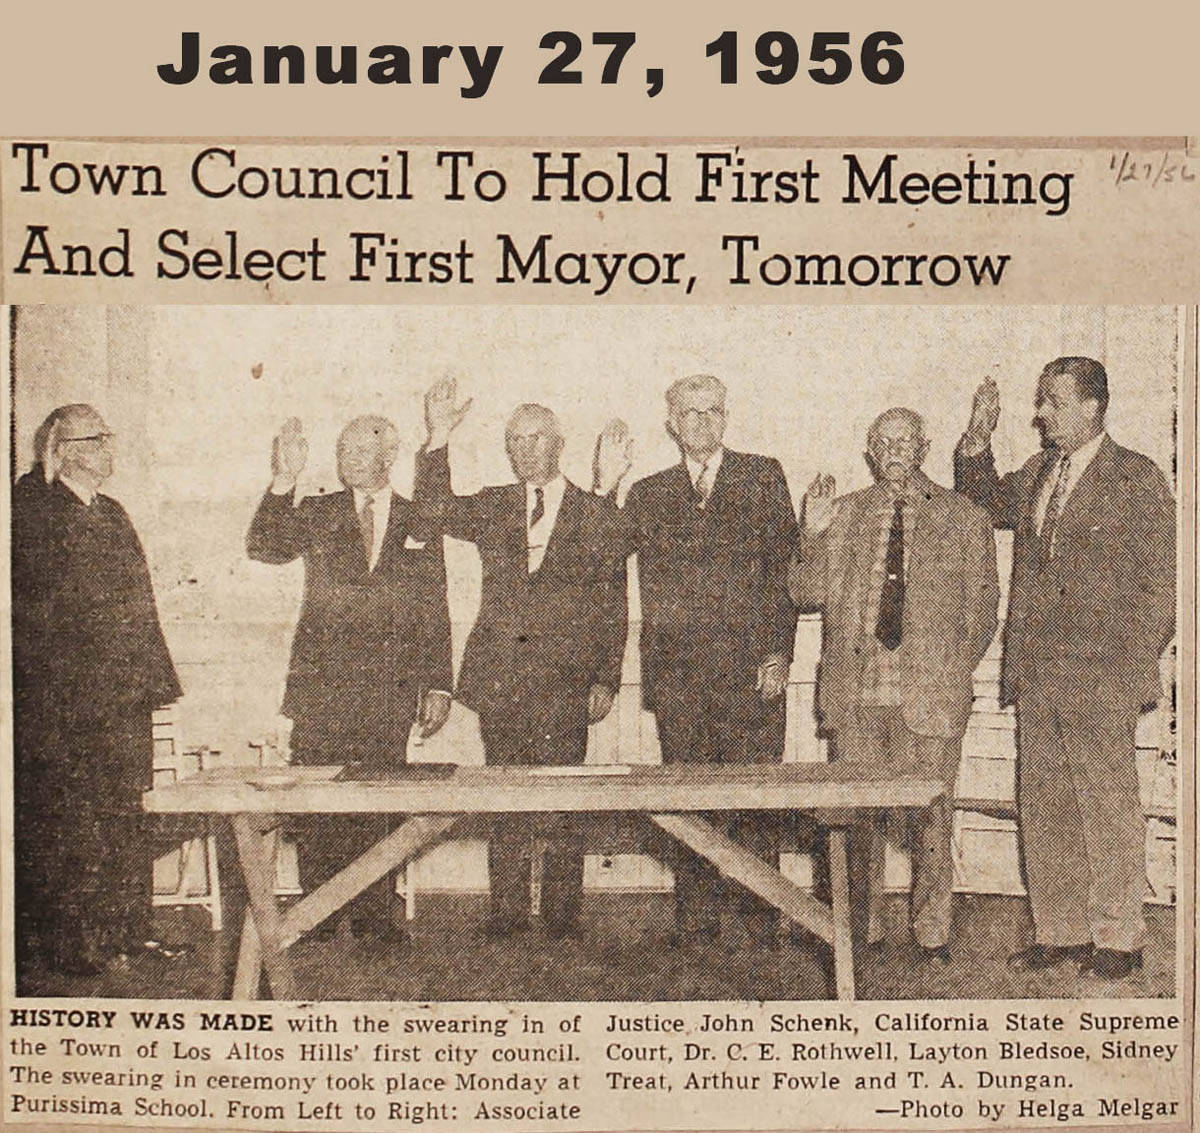 January 27, 1956
Town Council To Hold First Meeting
1/27/56
And Select First Mayor, Tomorrow
HISTORY WAS MADE with the swearing in of
the Town of Los Altos Hills' first city council.
The swearing in ceremony took place Monday at
Purissima School. From Left to Right: Associate
Justice John Schenk, California State Supreme
Court, Dr. C. E. Rothwell, Layton Bledsoe, Sidney
Treat, Arthur Fowle and T. A. Dungan.
—Photo by Helga Melgar